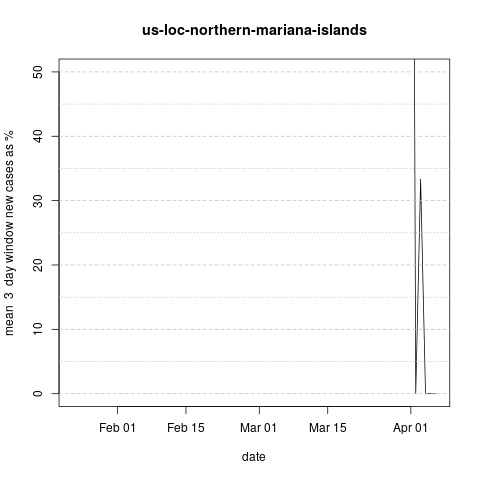 us-loc-northern-mariana-islands
mean 3 day window new cases as %
50
40
30
20
10
0
Feb 01 Feb 15 Mar 01 Mar 15 Apr 01
date